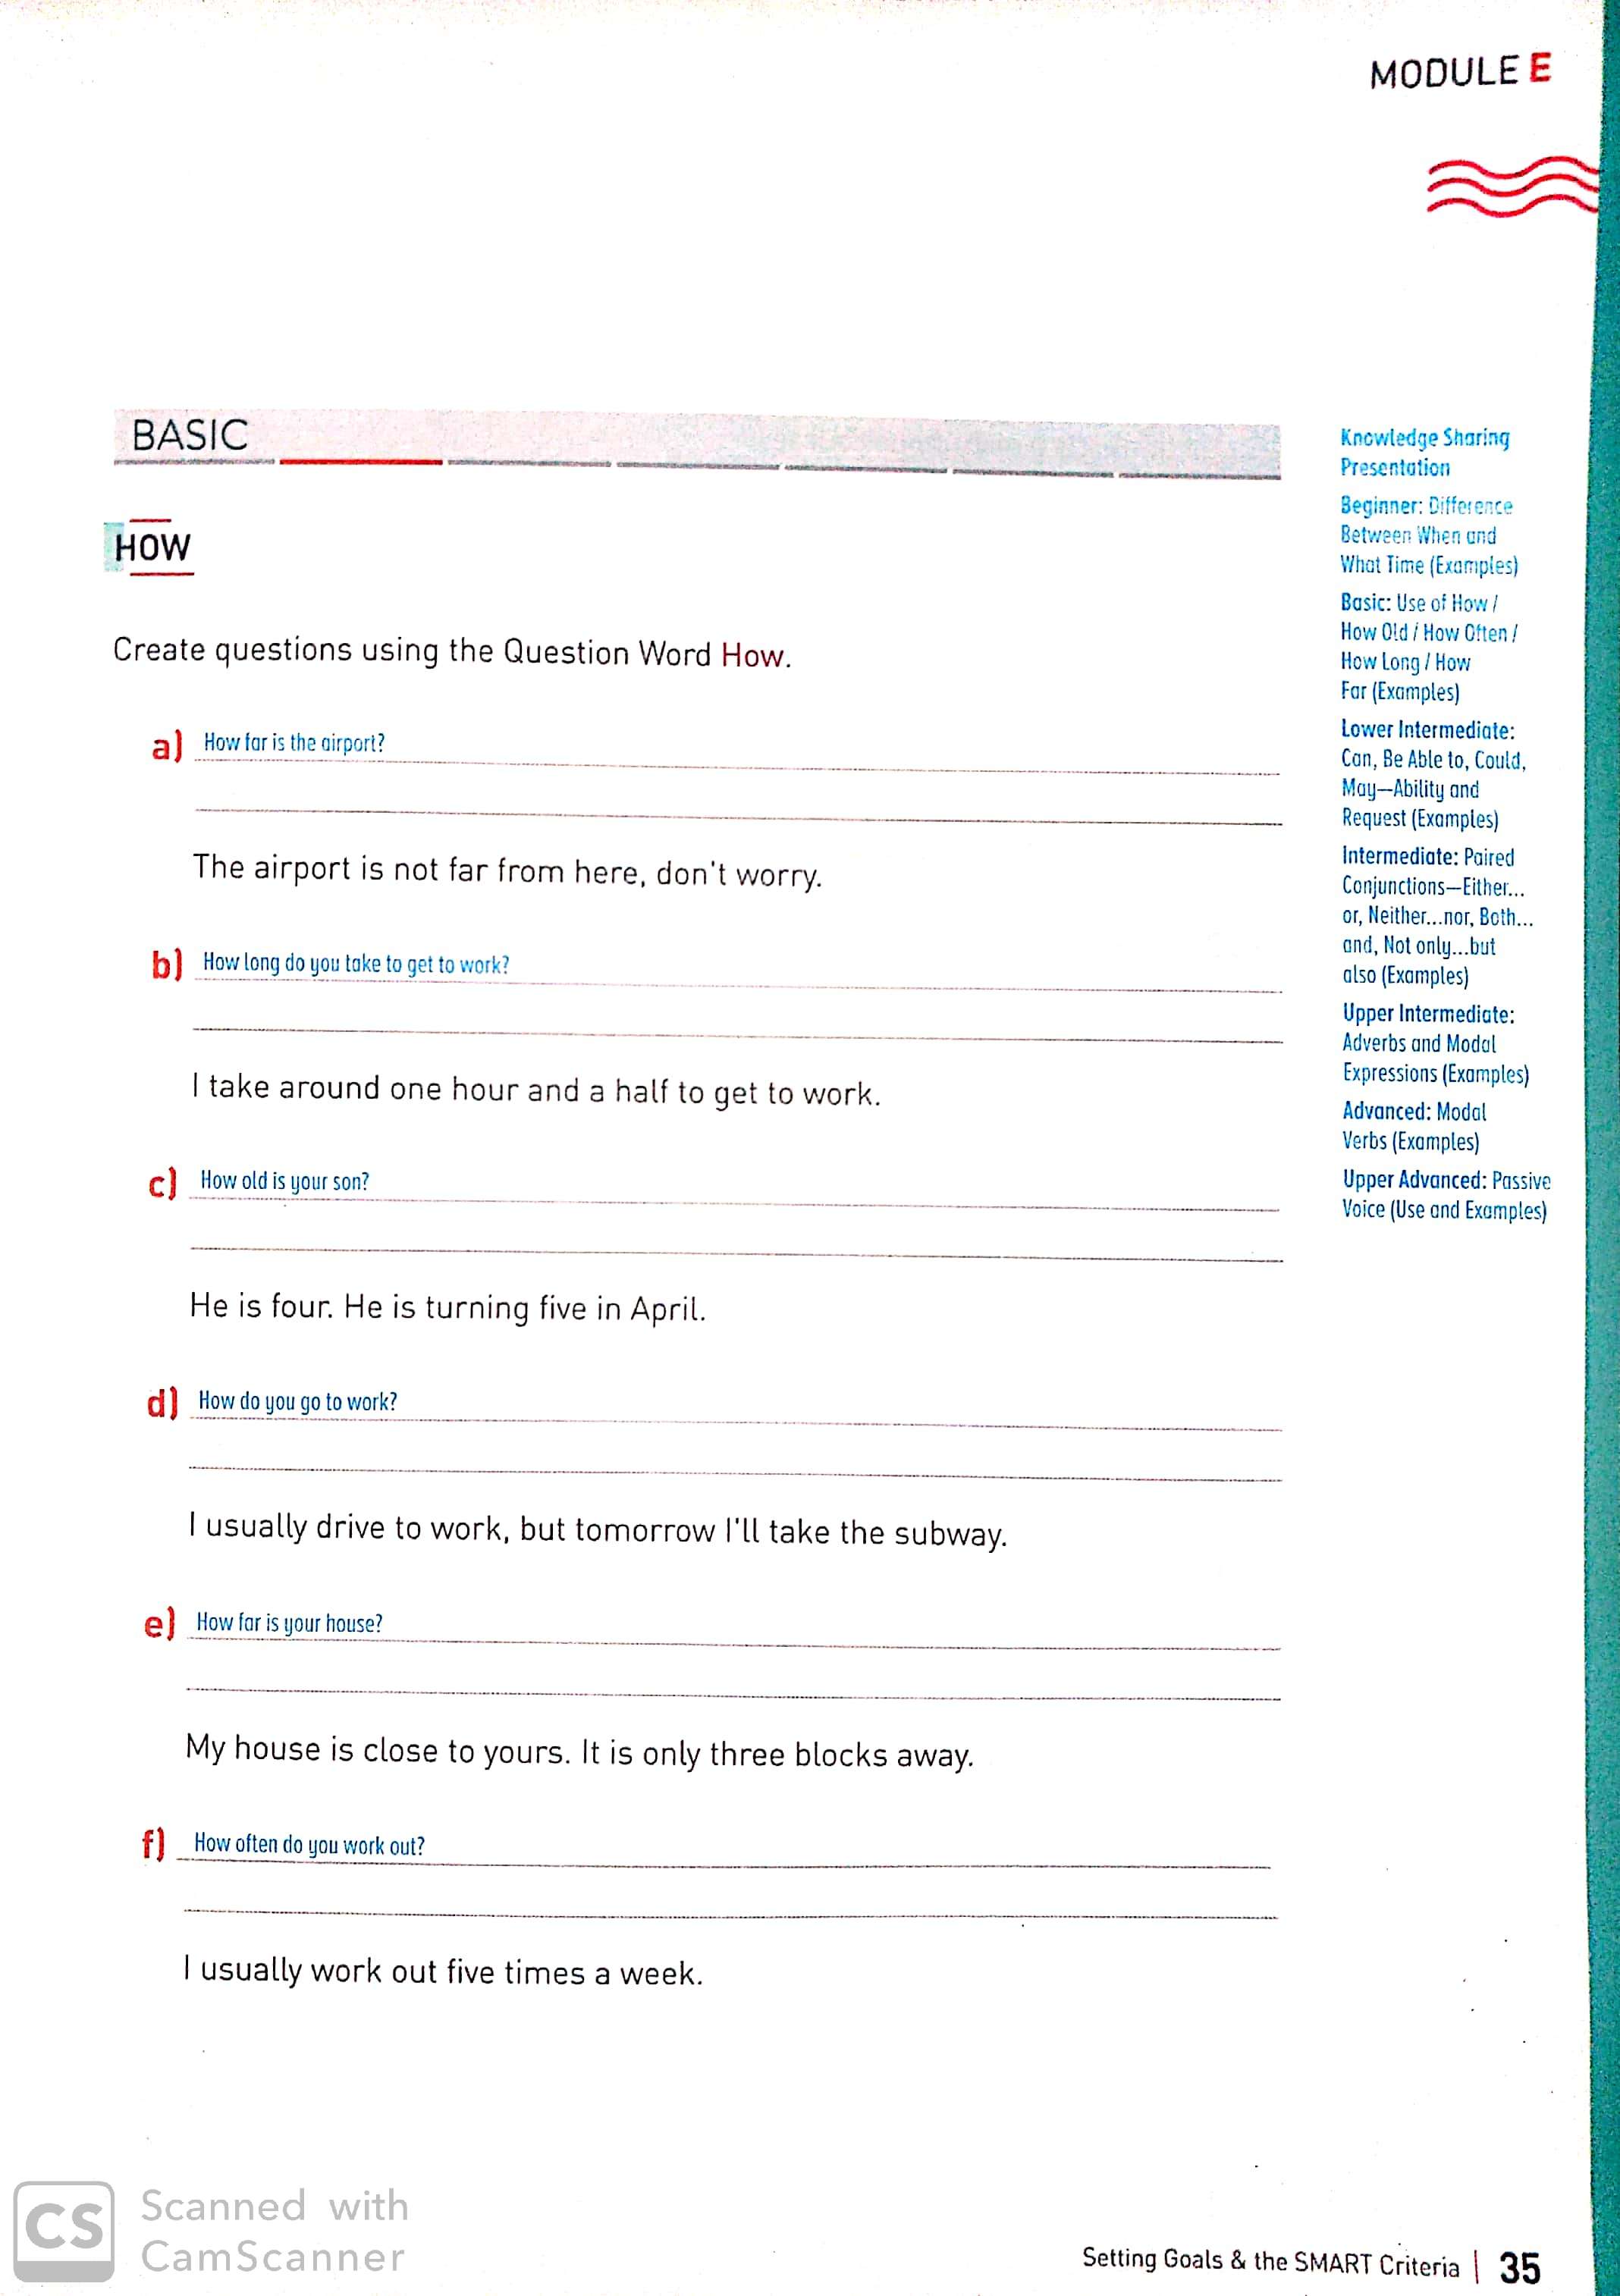 MODULE E
BASIC
HOW
Create questions using the Question Word How.
a) How far is the airport?
The airport is not far from here, don't worry.
b) How long do you take to get to work?
I take around one hour and a half to get to work.
c) How old is your son?
He is four. He is turning five in April.
d) How do you go to work?
I usually drive to work, but tomorrow I'll take the subway.
e) How far is your house?
My house is close to yours. It is only three blocks away.
f) How often do you work out?
I usually work out five times a week.
Knowledge Sharing
Presentation
Beginner: Difference
Between When and
What Time (Examples)
Basic: Use of How /
How Old / How Often /
How Long / How
Far (Examples)
Lower Intermediate:
Can, Be Able to, Could,
May—Ability and
Request (Examples)
Intermediate: Paired
Conjunctions—Either...
or, Neither...nor, Both...
and, Not only...but
also (Examples)
Upper Intermediate:
Adverbs and Modal
Expressions (Examples)
Advanced: Modal
Verbs (Examples)
Upper Advanced: Passive
Voice (Use and Examples)
CS Scanned with
CamScanner
Setting Goals & the SMART Criteria | 35